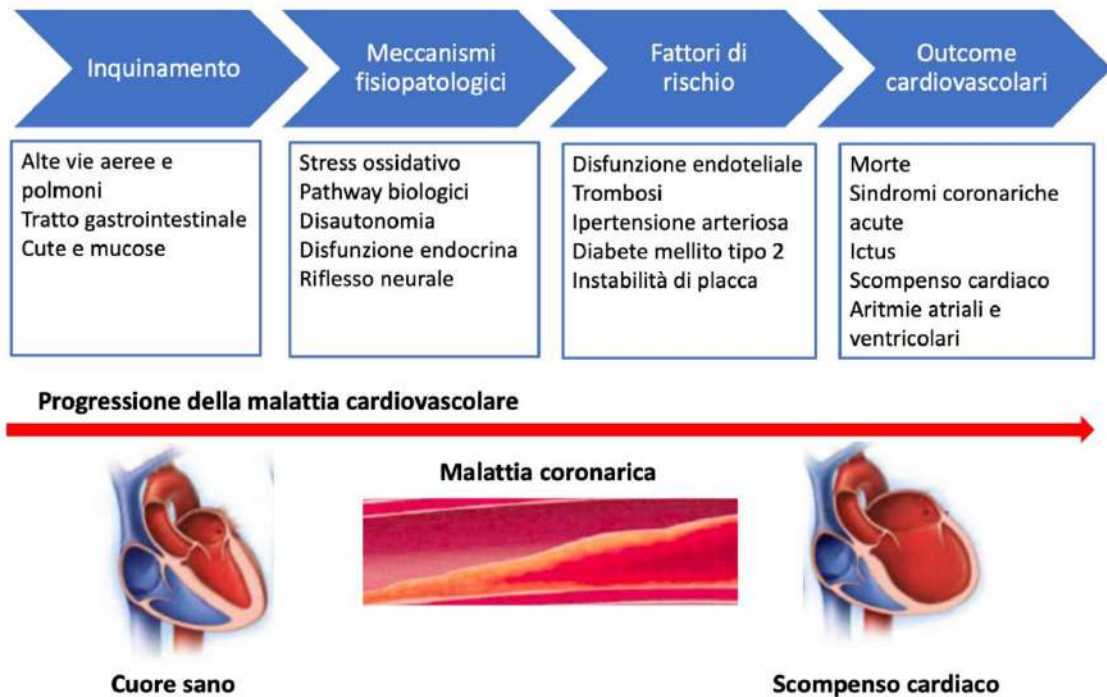 Inquinamento
Meccanismi
fisiopatologici
Fattori di
rischio
Outcome
cardiovascolari
Alte vie aeree e
polmoni
Tratto gastrointestinale
Cute e mucose
Stress ossidativo
Pathway biologici
Disautonomia
Disfunzione endocrina
Riflesso neurale
Disfunzione endoteliale
Trombosi
Ipertensione arteriosa
Diabete mellito tipo 2
Instabilità di placca
Morte
Sindromi coronariche
acute
Ictus
Scompenso cardiaco
Aritmie atriali e
ventricolari
Progressione della malattia cardiovascolare
Malattia coronarica
Cuore sano
Scompenso cardiaco